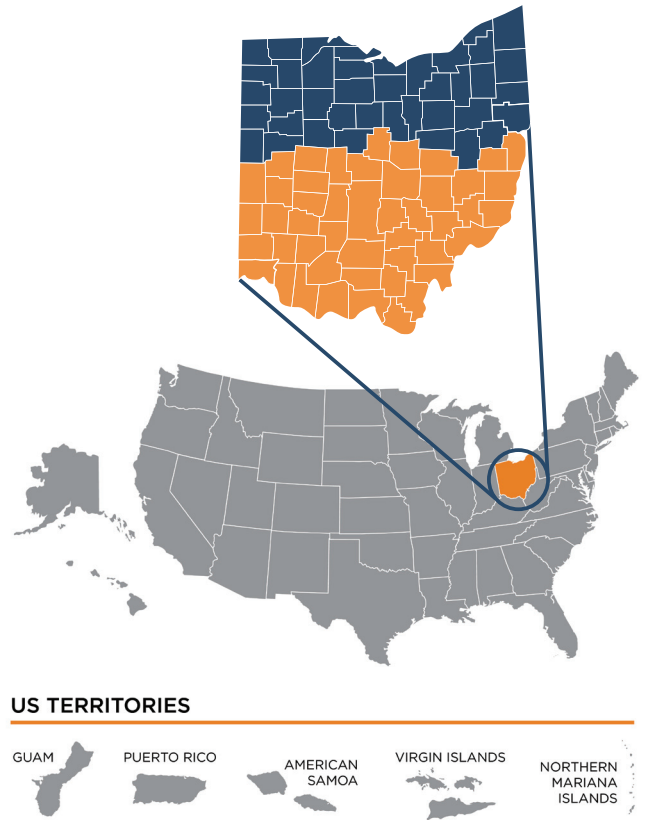 US TERRITORIES
GUAM
PUERTO RICO
AMERICAN
SAMOA
VIRGIN ISLANDS
NORTHERN
MARIANA
ISLANDS